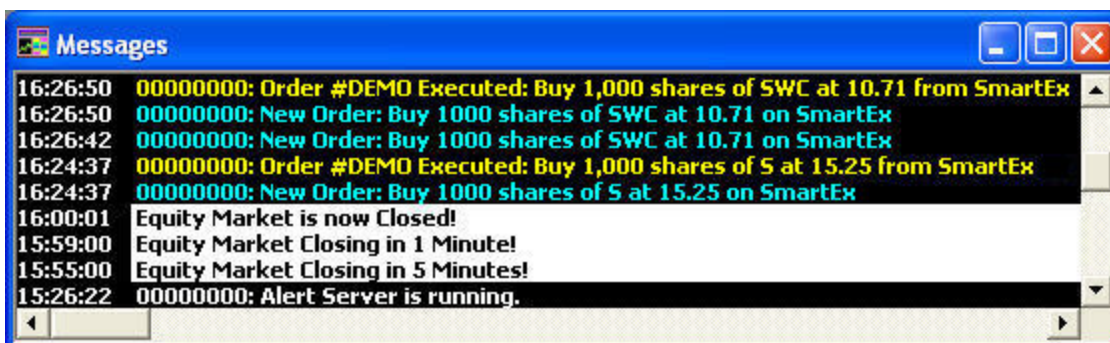 Messages
16:26:50 00000000: Order #DEMO Executed: Buy 1,000 shares of SWC at 10.71 from SmartEx
16:26:50 00000000: New Order: Buy 1000 shares of SWC at 10.71 on SmartEx
16:26:42 00000000: New Order: Buy 1000 shares of SWC at 10.71 on SmartEx
16:24:37 00000000: Order #DEMO Executed: Buy 1,000 shares of S at 15.25 from SmartEx
16:24:37 00000000: New Order: Buy 1000 shares of S at 15.25 on SmartEx
16:00:01 Equity Market is now Closed!
15:59:00 Equity Market Closing in 1 Minute!
15:55:00 Equity Market Closing in 5 Minutes!
15:26:22 00000000: Alert Server is running.